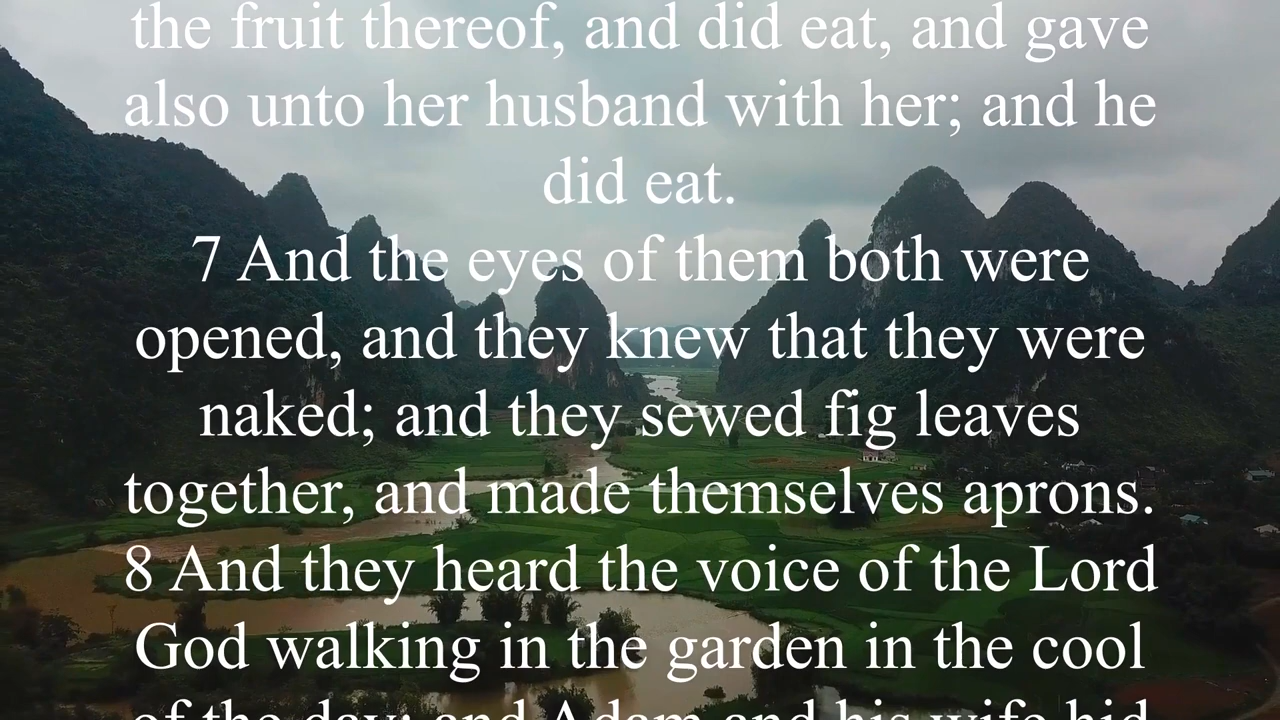 the fruit thereof, and did eat, and gave
also unto her husband with her; and he
did eat.
7 And the eyes of them both were
opened, and they knew that they were
naked; and they sewed fig leaves
together, and made themselves aprons.
8 And they heard the voice of the Lord
God walking in the garden in the cool
of the day: and Adam and his wife hid